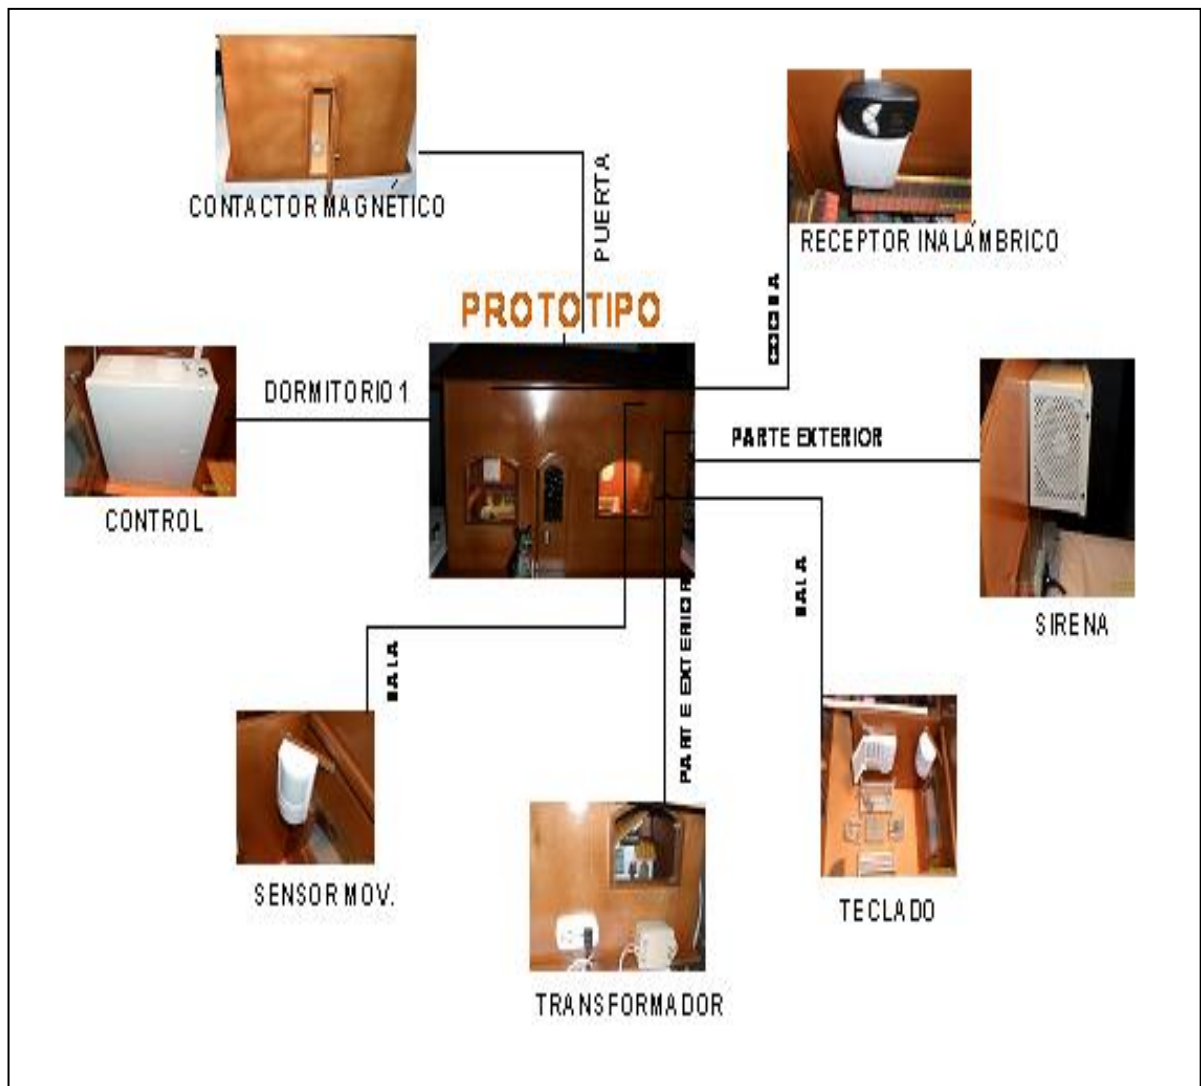 CONTACTOR MAGNÉTICO
PUERTA
RECEPTOR INALÁMBRICO
PROTOTIPO
DORMITORIO 1
CONTROL
PARTE EXTERIOR
SIRENA
SALA
SENSOR MOV.
PARTE EXTERIOR
TRANSFORMADOR
SALA
TECLADO